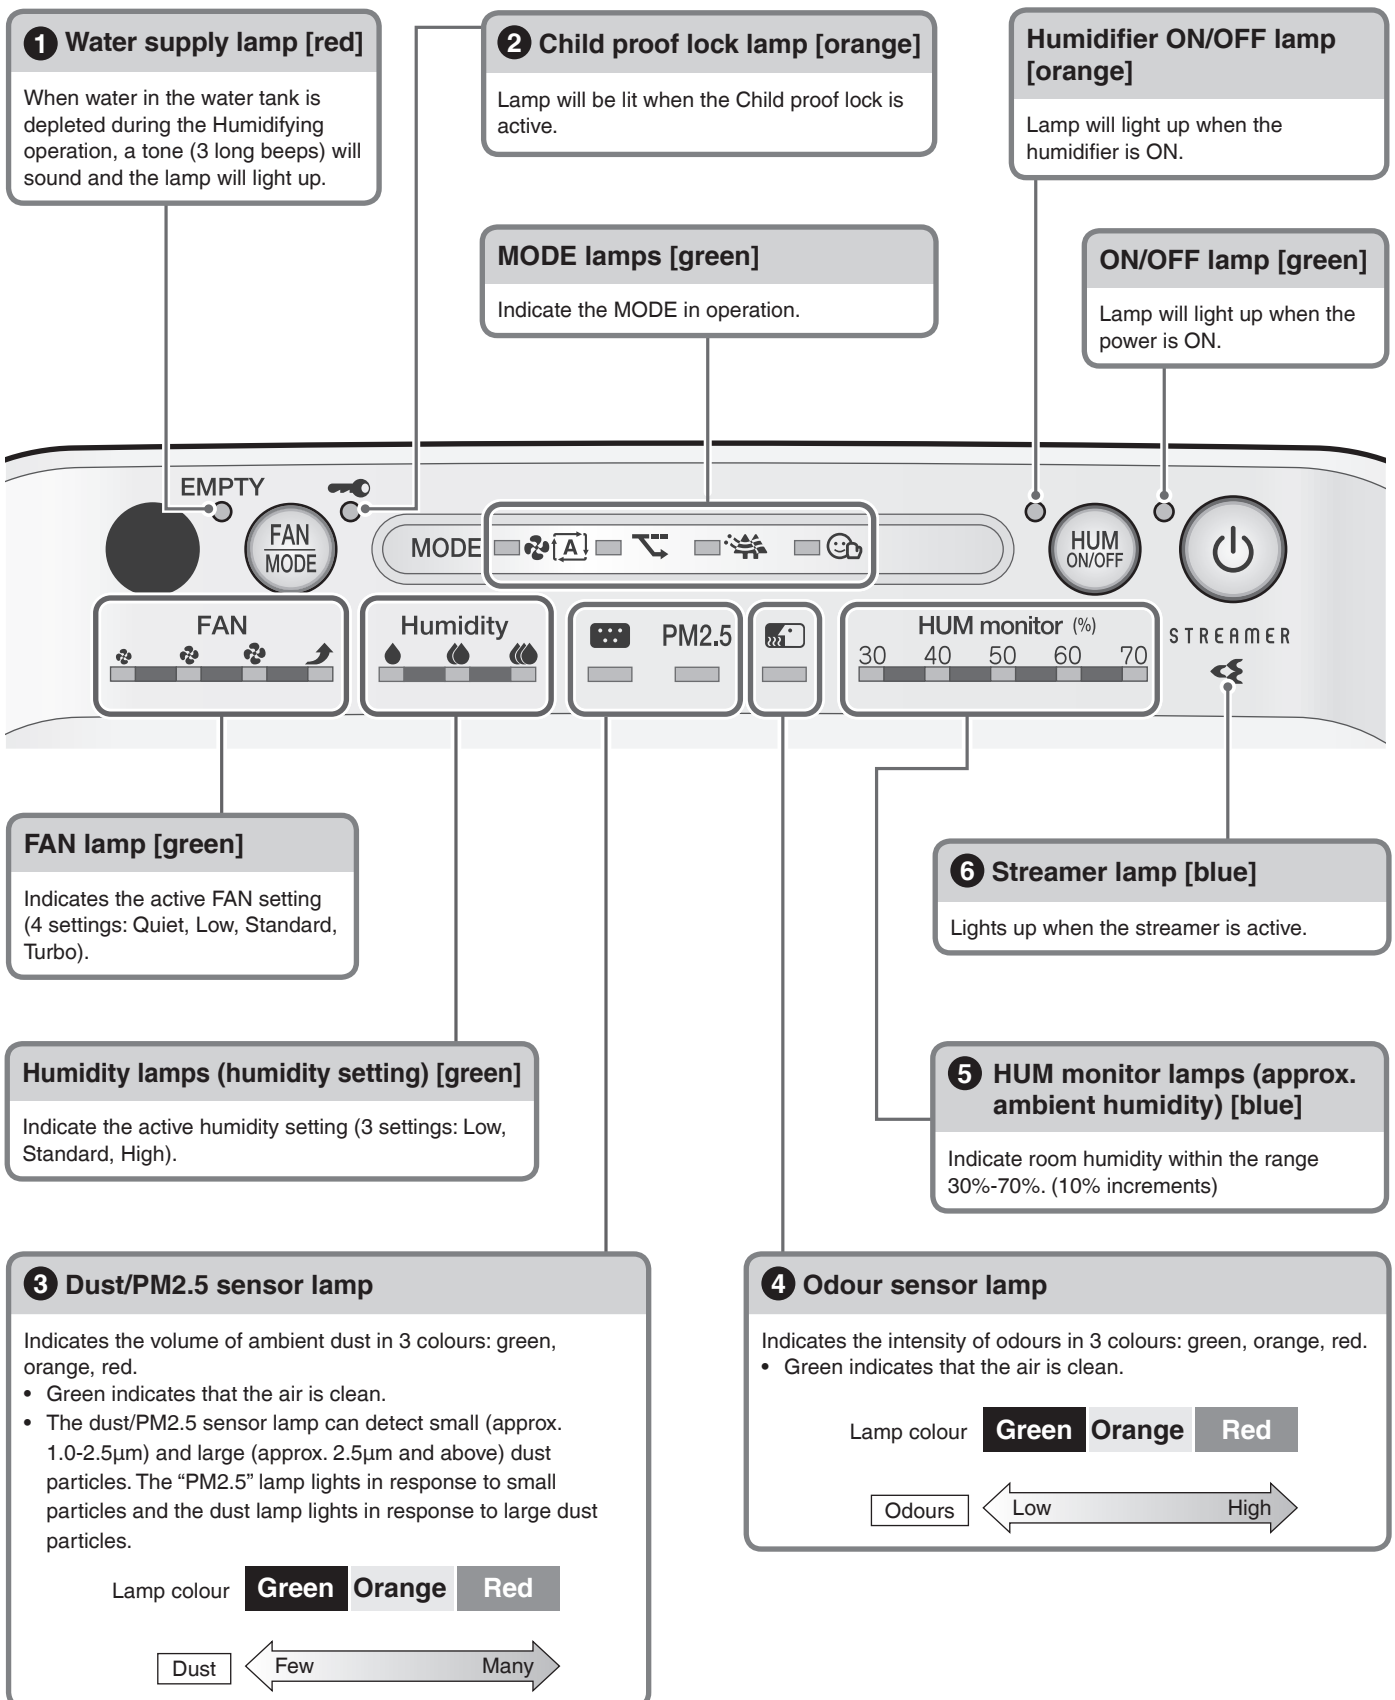 1 Water supply lamp [red]
When water in the water tank is
depleted during the Humidifying
operation, a tone (3 long beeps) will
sound and the lamp will light up.
2 Child proof lock lamp [orange]
Lamp will be lit when the Child proof lock is
active.
Humidifier ON/OFF lamp
[orange]
Lamp will light up when the
humidifier is ON.
MODE lamps [green]
Indicate the MODE in operation.
ON/OFF lamp [green]
Lamp will light up when the
power is ON.
EMPTY
FAN
MODE
MODE
A
HUM
ON/OFF
FAN
Humidity
PM2.5
HUM monitor (%)
30 40 50 60 70
STREAMER
FAN lamp [green]
Indicates the active FAN setting
(4 settings: Quiet, Low, Standard,
Turbo).
6 Streamer lamp [blue]
Lights up when the streamer is active.
Humidity lamps (humidity setting) [green]
Indicate the active humidity setting (3 settings: Low,
Standard, High).
5 HUM monitor lamps (approx.
ambient humidity) [blue]
Indicate room humidity within the range
30%-70%. (10% increments)
3 Dust/PM2.5 sensor lamp
Indicates the volume of ambient dust in 3 colours: green,
orange, red.
• Green indicates that the air is clean.
• The dust/PM2.5 sensor lamp can detect small (approx.
1.0-2.5μm) and large (approx. 2.5μm and above) dust
particles. The “PM2.5” lamp lights in response to small
particles and the dust lamp lights in response to large dust
particles.
Lamp colour Green Orange Red
Dust Few Many
4 Odour sensor lamp
Indicates the intensity of odours in 3 colours: green, orange, red.
• Green indicates that the air is clean.
Lamp colour Green Orange Red
Odours Low High